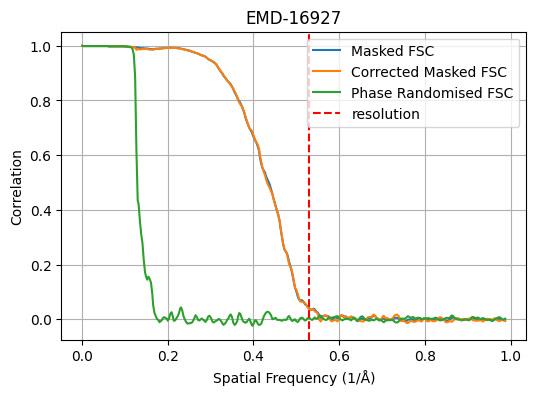 EMD-16927
Masked FSC
Corrected Masked FSC
Phase Randomised FSC
resolution
Correlation
1.0
0.8
0.6
0.4
0.2
0.0
0.0 0.2 0.4 0.6 0.8 1.0
Spatial Frequency (1/Å)